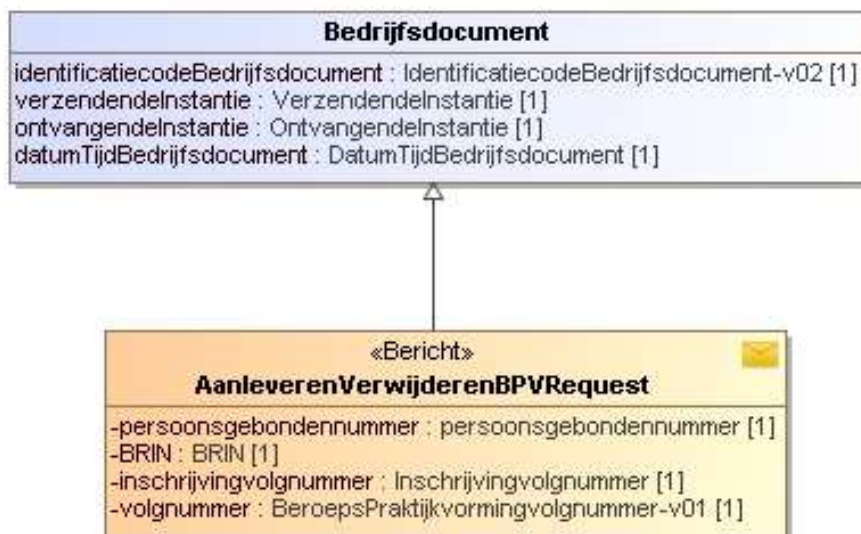 Bedrijfsdocument
identificatiecodeBedrijfsdocument : IdentificatiecodeBedrijfsdocument-v02 [1]
verzendendeInstantie : VerzendendeInstantie [1]
ontvangendeInstantie : OntvangendeInstantie [1]
datumTijdBedrijfsdocument : DatumTijdBedrijfsdocument [1]
«Bericht»
AanleverenVerwijderenBPVRequest
-persoonsgebondennummer : persoonsgebondennummer [1]
-BRIN : BRIN [1]
-inschrijvingvolgnummer : Inschrijvingvolgnummer [1]
-volgnummer : BeroepsPraktijkvormingvolgnummer-v01 [1]